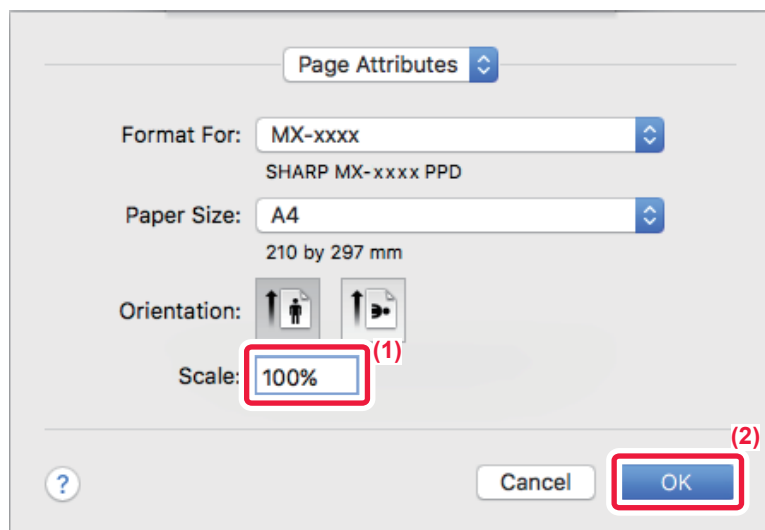 Page Attributes
Format For: MX-xxxx
SHARP MX-xxxx PPD
Paper Size: A4
210 by 297 mm
Orientation:
(1)
Scale: 100%
(2)
? Cancel OK